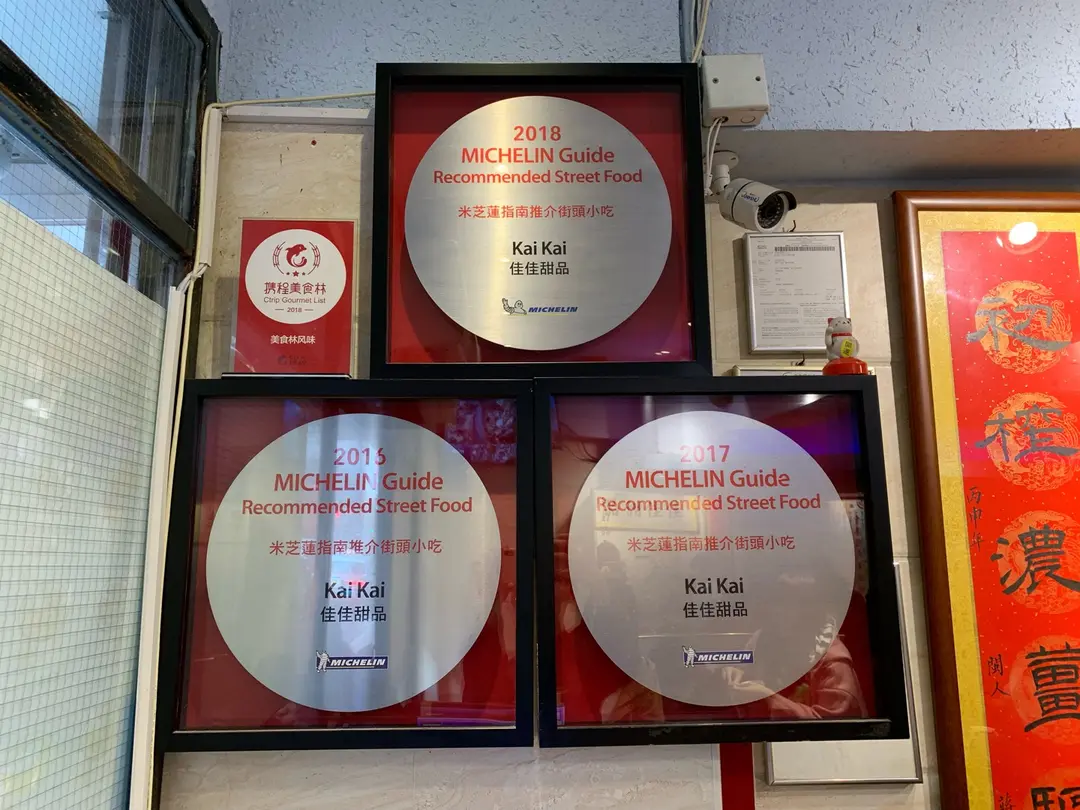 2018
MICHELIN Guide
Recommended Street Food
米芝蓮指南推介街頭小吃
Kai Kai
佳佳甜品
MICHELIN
携程美食林
Ctrip Gourmet List
2018
美食林风味
2016
MICHELIN Guide
Recommended Street Food
米芝蓮指南推介街頭小吃
Kai Kai
佳佳甜品
MICHELIN
2017
MICHELIN Guide
Recommended Street Food
米芝蓮指南推介街頭小吃
Kai Kai
佳佳甜品
MICHELIN
濃
薑